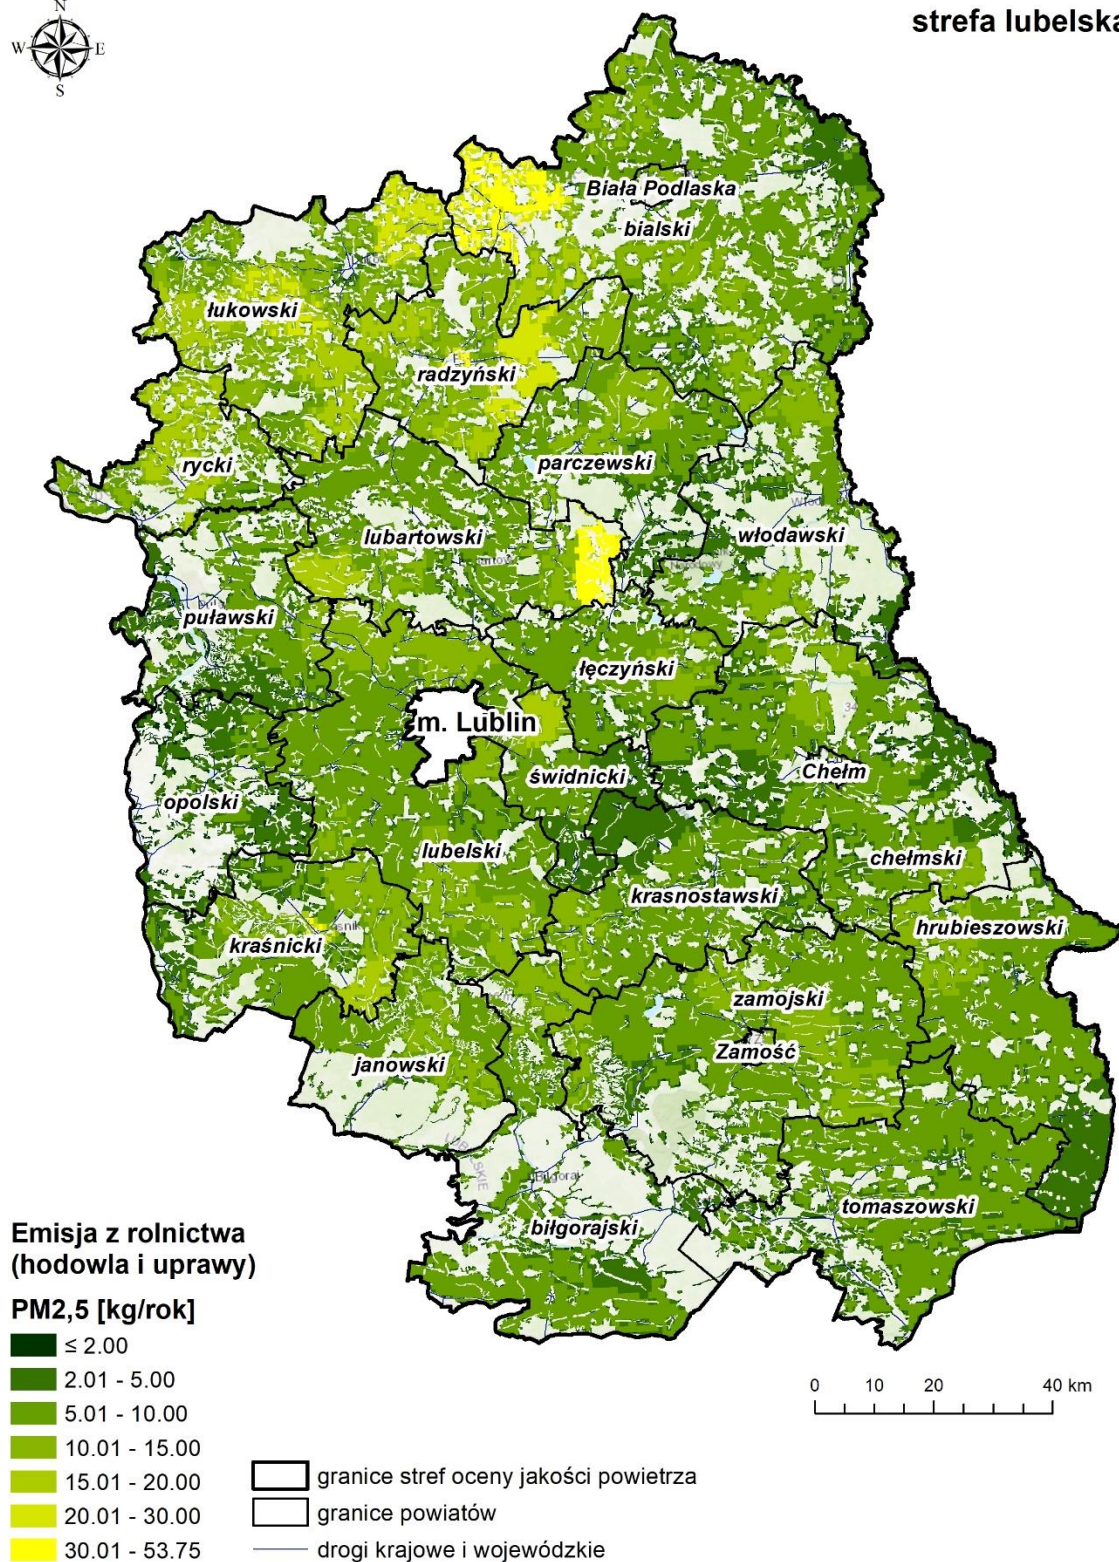 N
W
E
S
strefa lubelska
Biała Podlaska
bialski
łukowski
radzyński
rycki
parczewski
lubartowski
włodawski
puławski
łęczyński
m. Lublin
świdnicki
Chełm
opolski
lubelski
chełmski
krasnostawski
hrubieszowski
kraśnicki
zamojski
Zamość
janowski
Biłgoraj
tomaszowski
biłgorajski
Emisja z rolnictwa
(hodowla i uprawy)
PM2,5 [kg/rok]
≤ 2.00
2.01 - 5.00
5.01 - 10.00
10.01 - 15.00
15.01 - 20.00
20.01 - 30.00
30.01 - 53.75
0 10 20 40 km
granice stref oceny jakości powietrza
granice powiatów
drogi krajowe i wojewódzkie